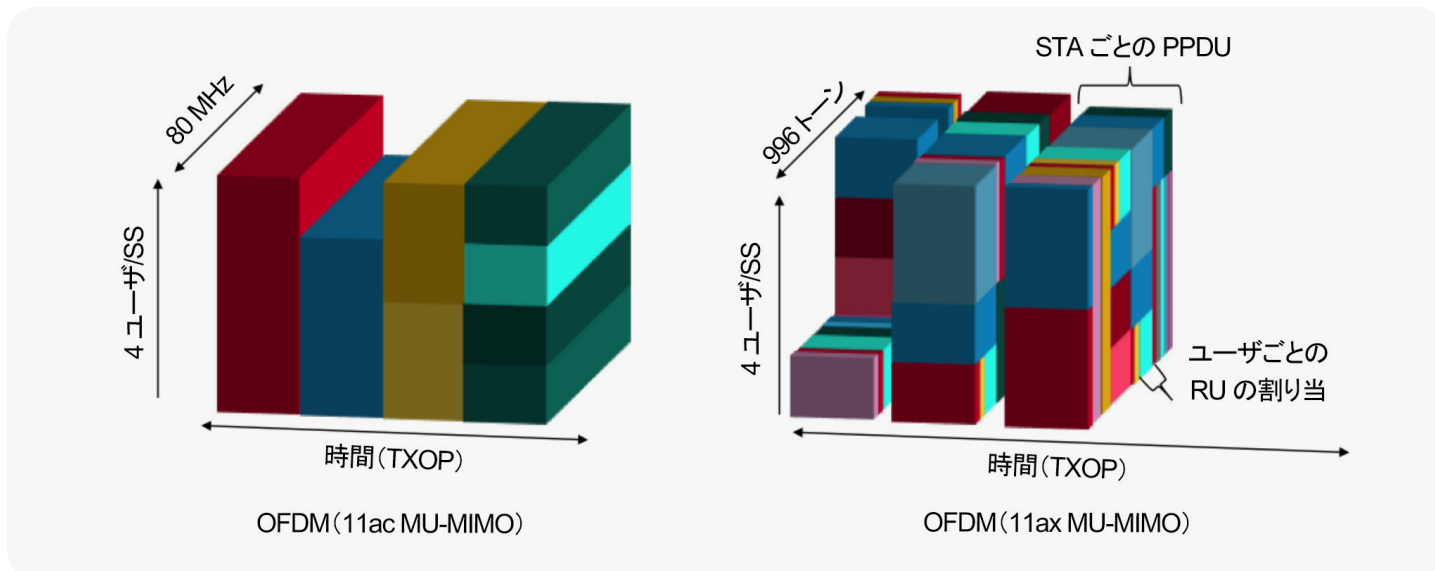 80 MHz
4 ユーザ/SS
時間（TXOP）
OFDM（11ac MU-MIMO）
STA ごとの PPDU
996 トーン
4 ユーザ/SS
ユーザごとの
RU の割り当
時間（TXOP）
OFDM（11ax MU-MIMO）